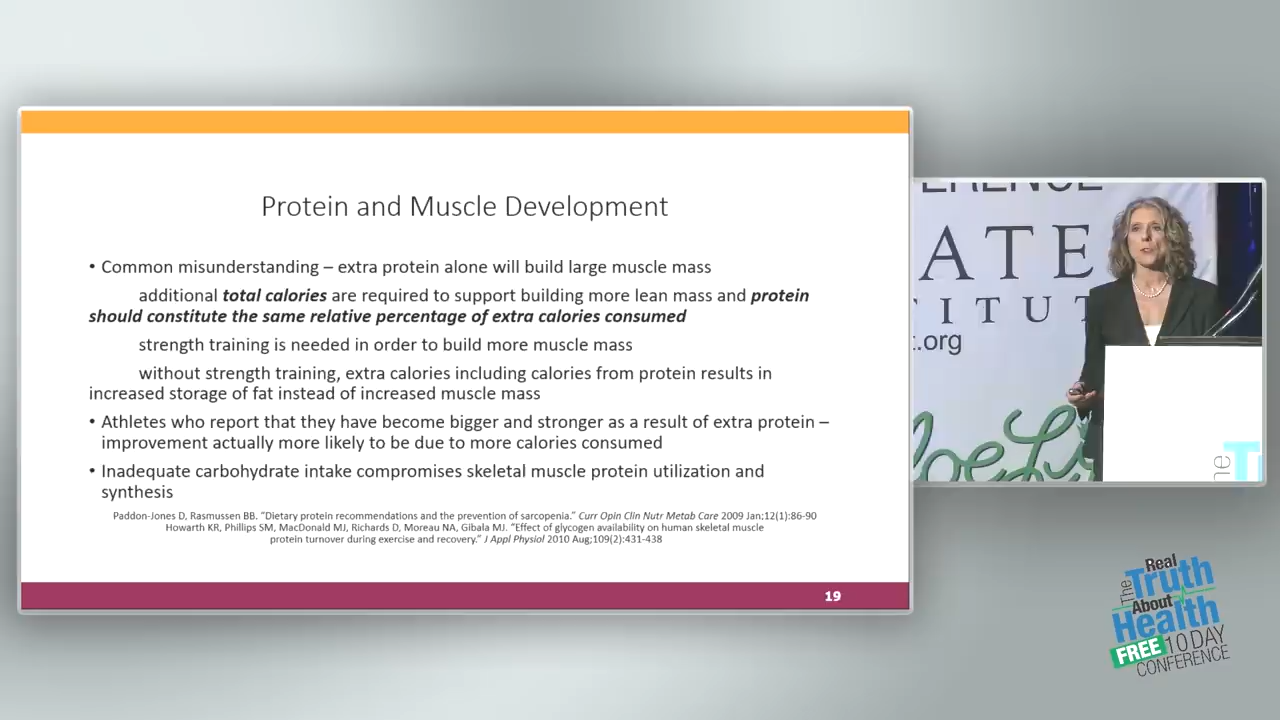 Protein and Muscle Development
• Common misunderstanding – extra protein alone will build large muscle mass
additional total calories are required to support building more lean mass and protein
should constitute the same relative percentage of extra calories consumed
strength training is needed in order to build more muscle mass
without strength training, extra calories including calories from protein results in
increased storage of fat instead of increased muscle mass
• Athletes who report that they have become bigger and stronger as a result of extra protein –
improvement actually more likely to be due to more calories consumed
• Inadequate carbohydrate intake compromises skeletal muscle protein utilization and
synthesis
Paddon-Jones D, Rasmussen BB. "Dietary protein recommendations and the prevention of sarcopenia." Curr Opin Clin Nutr Metab Care 2009 Jan;12(1):86-90
Howarth KR, Phillips SM, MacDonald MJ, Richards D, Moreau NA, Gibala MJ. "Effect of glycogen availability on human skeletal muscle
protein turnover during exercise and recovery." J Appl Physiol 2010 Aug;109(2):431-438
19
ERENCE
ATE
TITUT
t.org
The Real
Truth
About
Health
FREE 10 DAY
CONFERENCE